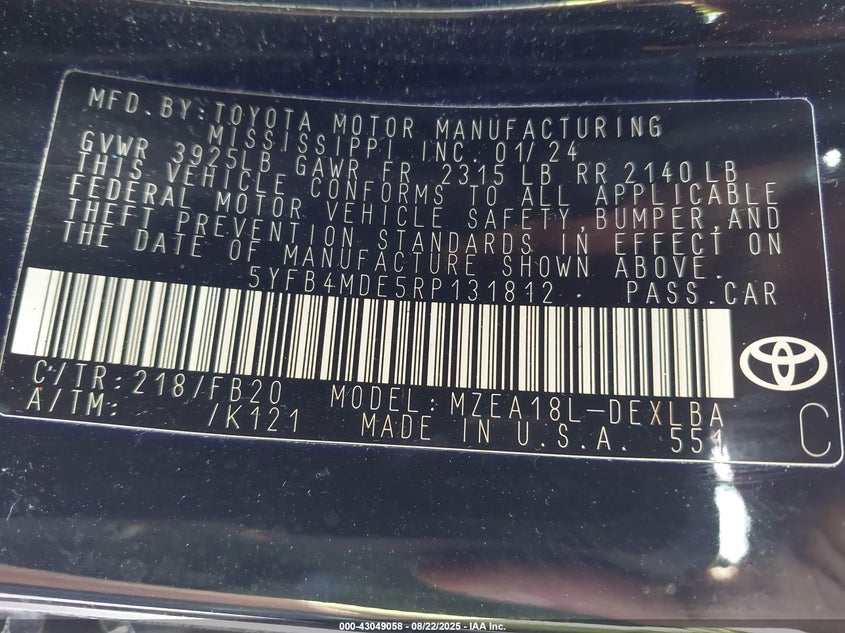 MFD.BY:TOYOTA MOTOR MANUFACTURING
MISSISSIPPI INC. 01/24
GVWR 3925LB GAWR FR 2315 LB RR 2140 LB
THIS VEHICLE CONFORMS TO ALL APPLICABLE
FEDERAL MOTOR VEHICLE SAFETY,BUMPER,AND
THEFT PREVENTION STANDARDS IN EFFECT ON
THE DATE OF MANUFACTURE SHOWN ABOVE.
5YFB4MDE5RP131812 PASS.CAR
C/TR:218/FB20 MODEL:MZEA18L-DEXLBA
A/TM: /K121 MADE IN U.S.A. 551
C
000-43049058 - 08/22/2025 - IAA Inc.